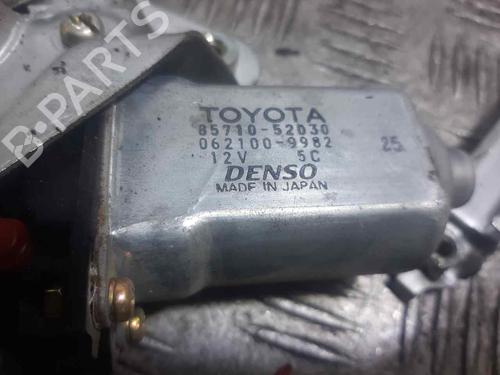 B-PARTS
TOYOTA
85710-52030
062100-9982
12V 5C 25
DENSO
MADE IN JAPAN